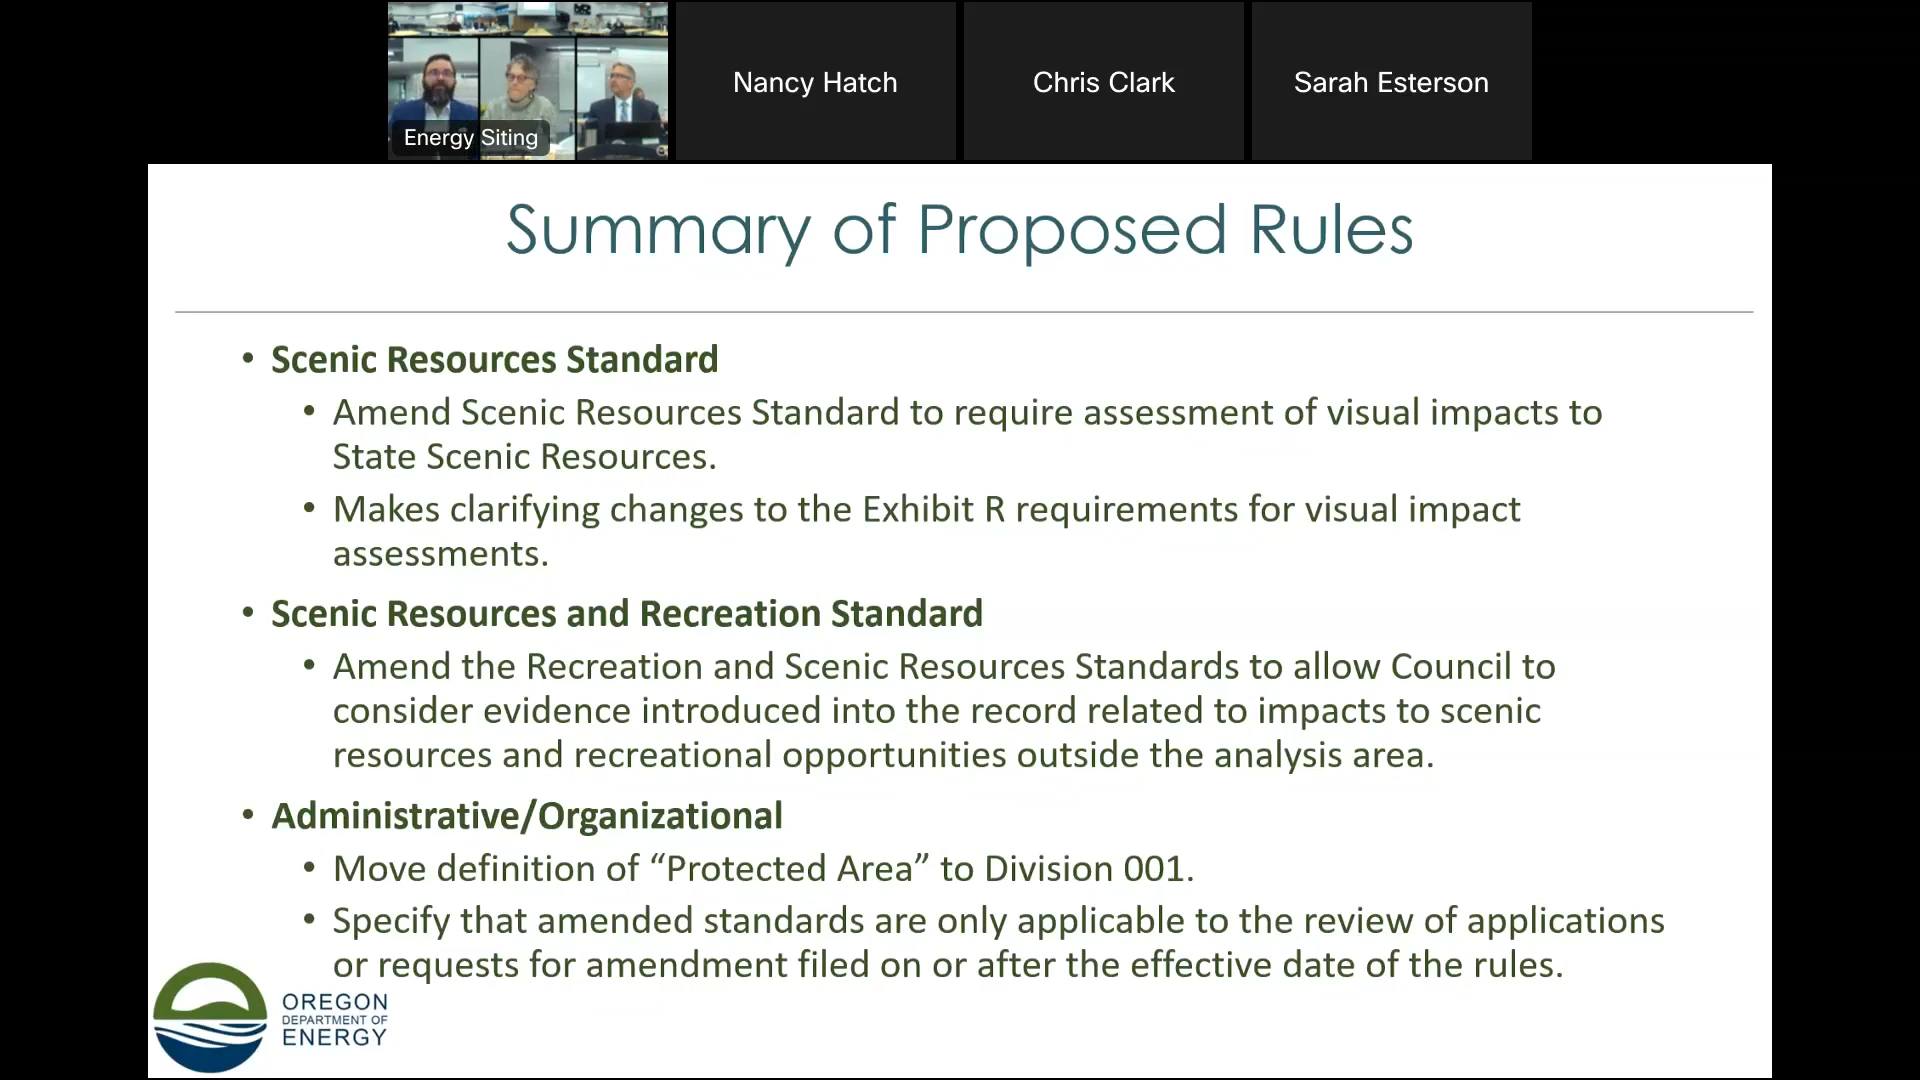 Energy Siting
Nancy Hatch
Chris Clark
Sarah Esterson
Summary of Proposed Rules
• Scenic Resources Standard
• Amend Scenic Resources Standard to require assessment of visual impacts to
State Scenic Resources.
• Makes clarifying changes to the Exhibit R requirements for visual impact
assessments.
• Scenic Resources and Recreation Standard
• Amend the Recreation and Scenic Resources Standards to allow Council to
consider evidence introduced into the record related to impacts to scenic
resources and recreational opportunities outside the analysis area.
• Administrative/Organizational
• Move definition of “Protected Area” to Division 001.
• Specify that amended standards are only applicable to the review of applications
or requests for amendment filed on or after the effective date of the rules.
OREGON
DEPARTMENT OF
ENERGY